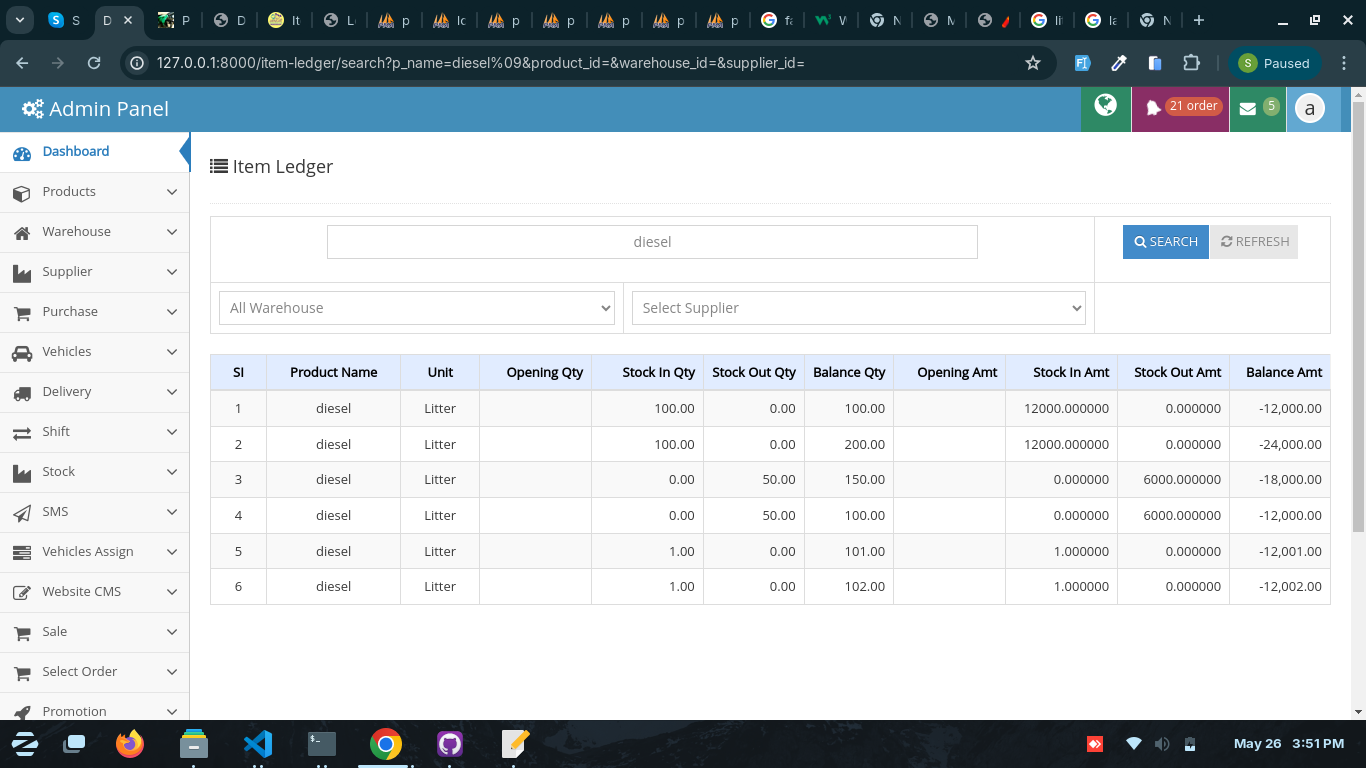 S
D
P
D
It
L
p
lo
p
p
p
p
p
fa
W
N
M
lit
la
N
127.0.0.1:8000/item-ledger/search?p_name=diesel%09&product_id=&warehouse_id=&supplier_id=
S Paused
Admin Panel
21 order
5
a
Dashboard
Products
Warehouse
Supplier
Purchase
Vehicles
Delivery
Shift
Stock
SMS
Vehicles Assign
Website CMS
Sale
Select Order
Promotion
Item Ledger
diesel
SEARCH
REFRESH
All Warehouse
Select Supplier
Sl Product Name Unit Opening Qty Stock In Qty Stock Out Qty Balance Qty Opening Amt Stock In Amt Stock Out Amt Balance Amt
1 diesel Litter 100.00 0.00 100.00 12000.000000 0.000000 -12,000.00
2 diesel Litter 100.00 0.00 200.00 12000.000000 0.000000 -24,000.00
3 diesel Litter 0.00 50.00 150.00 0.000000 6000.000000 -18,000.00
4 diesel Litter 0.00 50.00 100.00 0.000000 6000.000000 -12,000.00
5 diesel Litter 1.00 0.00 101.00 1.000000 0.000000 -12,001.00
6 diesel Litter 1.00 0.00 102.00 1.000000 0.000000 -12,002.00
May 26 3:51 PM